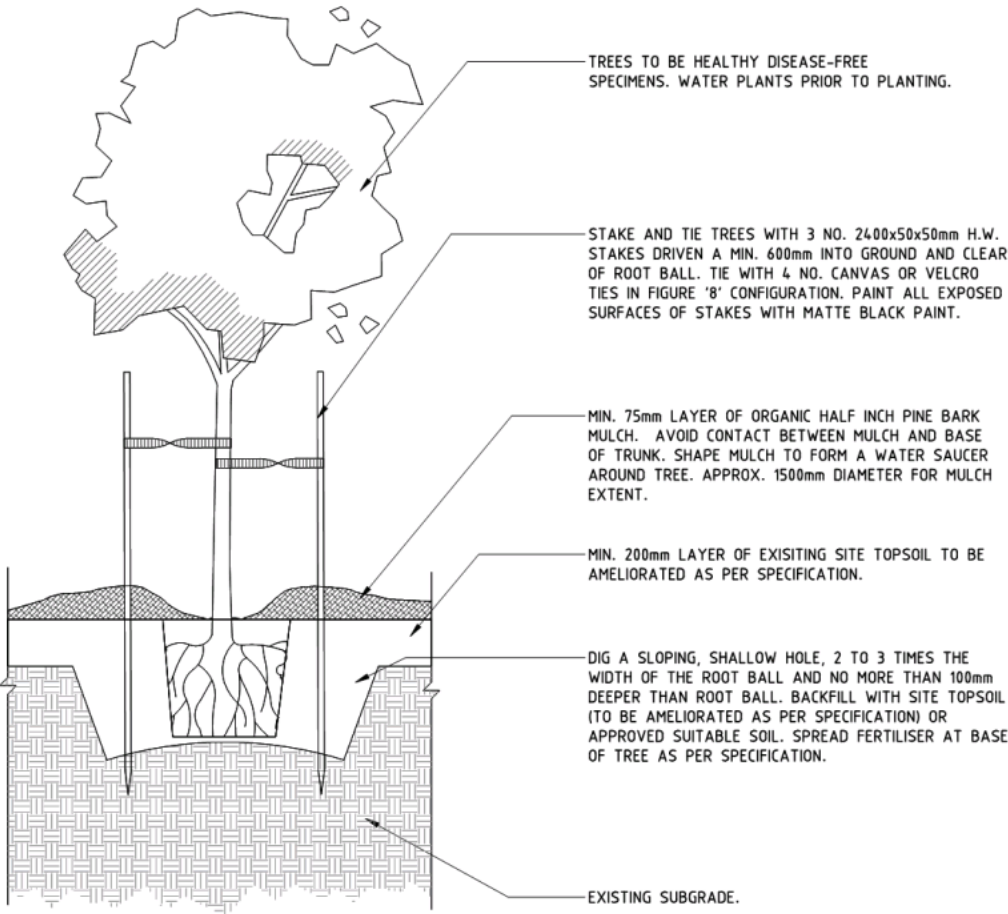 TREES TO BE HEALTHY DISEASE-FREE
SPECIMENS. WATER PLANTS PRIOR TO PLANTING.
STAKE AND TIE TREES WITH 3 NO. 2400x50x50mm H.W.
STAKES DRIVEN A MIN. 600mm INTO GROUND AND CLEAR
OF ROOT BALL. TIE WITH 4 NO. CANVAS OR VELCRO
TIES IN FIGURE '8' CONFIGURATION. PAINT ALL EXPOSED
SURFACES OF STAKES WITH MATTE BLACK PAINT.
MIN. 75mm LAYER OF ORGANIC HALF INCH PINE BARK
MULCH. AVOID CONTACT BETWEEN MULCH AND BASE
OF TRUNK. SHAPE MULCH TO FORM A WATER SAUCER
AROUND TREE. APPROX. 1500mm DIAMETER FOR MULCH
EXTENT.
MIN. 200mm LAYER OF EXISITING SITE TOPSOIL TO BE
AMELIORATED AS PER SPECIFICATION.
DIG A SLOPING, SHALLOW HOLE, 2 TO 3 TIMES THE
WIDTH OF THE ROOT BALL AND NO MORE THAN 100mm
DEEPER THAN ROOT BALL. BACKFILL WITH SITE TOPSOIL
(TO BE AMELIORATED AS PER SPECIFICATION) OR
APPROVED SUITABLE SOIL. SPREAD FERTILISER AT BASE
OF TREE AS PER SPECIFICATION.
EXISTING SUBGRADE.